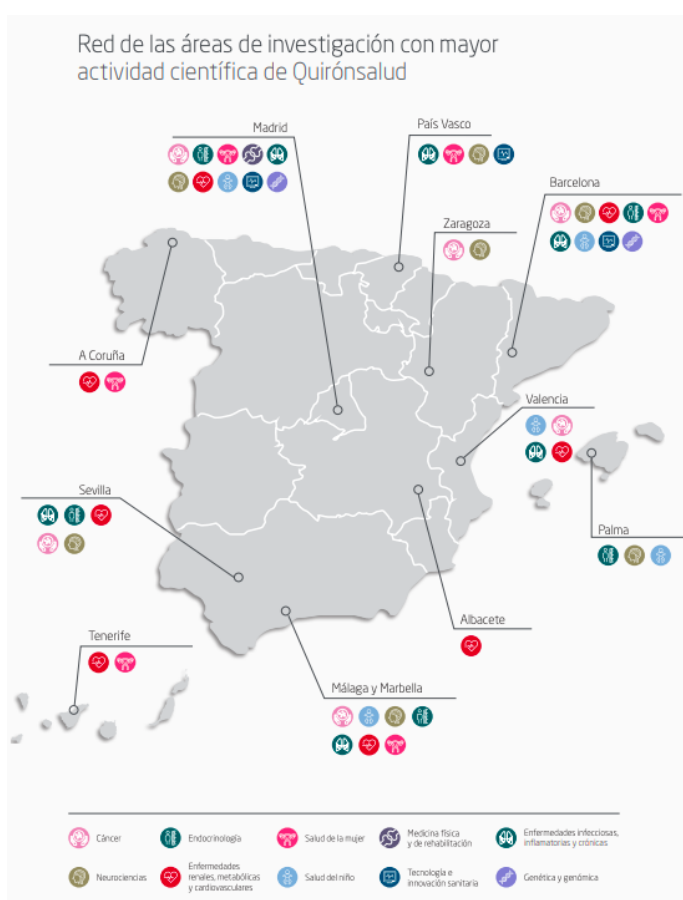 Red de las áreas de investigación con mayor
actividad científica de Quirónsalud
Madrid
País Vasco
Barcelona
Zaragoza
A Coruña
Valencia
Sevilla
Palma
Albacete
Tenerife
Málaga y Marbella
Cáncer
Endocrinología
Salud de la mujer
Medicina física
y de rehabilitación
Enfermedades infecciosas,
inflamatorias y crónicas
Neurociencias
Enfermedades
renales, metabólicas
y cardiovasculares
Salud del niño
Tecnología e
innovación sanitaria
Genética y genómica